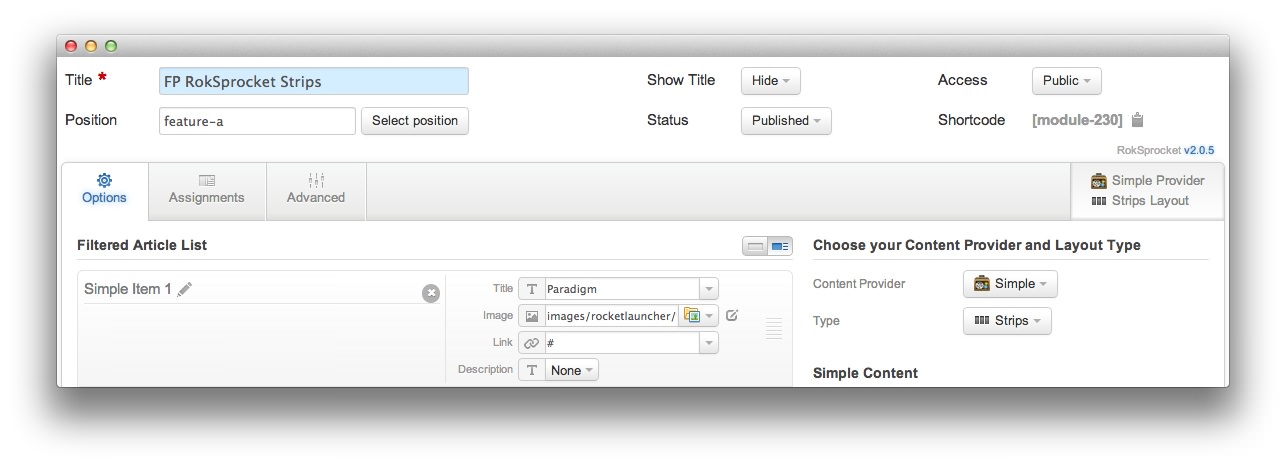 Title * FP RokSprocket Strips Show Title Hide Access Public
Position feature-a Select position Status Published Shortcode [module-230]
RokSprocket v2.0.5
Options Assignments Advanced
Simple Provider
Strips Layout
Filtered Article List
Simple Item 1
Title T Paradigm
Image images/rocketlauncher/
Link #
Description T None
Choose your Content Provider and Layout Type
Content Provider Simple
Type Strips
Simple Content